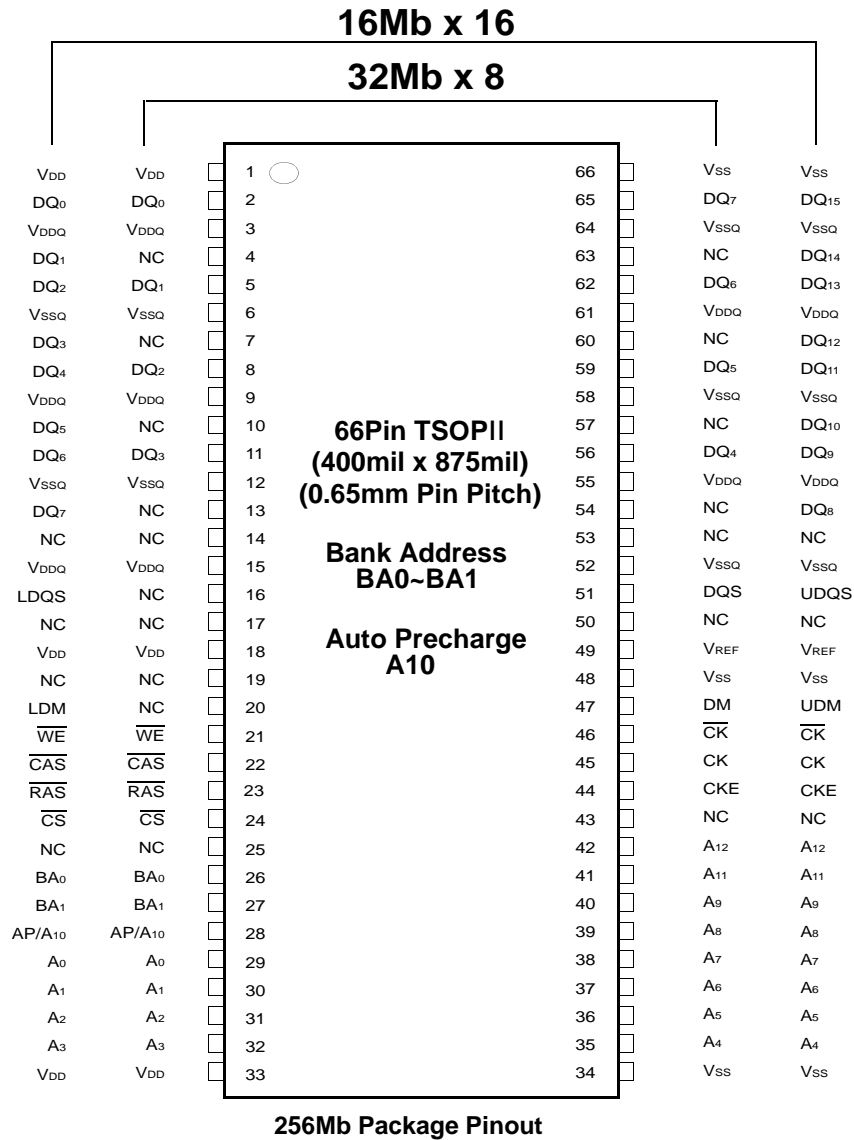 16Mb x 16
32Mb x 8
VDD VDD 1 66 VSS VSS
DQ0 DQ0 2 65 DQ7 DQ15
VDDQ VDDQ 3 64 VSSQ VSSQ
DQ1 NC 4 63 NC DQ14
DQ2 DQ1 5 62 DQ6 DQ13
VSSQ VSSQ 6 61 VDDQ VDDQ
DQ3 NC 7 60 NC DQ12
DQ4 DQ2 8 59 DQ5 DQ11
VDDQ VDDQ 9 58 VSSQ VSSQ
DQ5 NC 10 57 NC DQ10
DQ6 DQ3 11 56 DQ4 DQ9
VSSQ VSSQ 12 55 VDDQ VDDQ
DQ7 NC 13 54 NC DQ8
NC NC 14 53 NC NC
VDDQ VDDQ 15 52 VSSQ VSSQ
LDQS NC 16 51 DQS UDQS
NC NC 17 50 NC NC
VDD VDD 18 49 VREF VREF
NC NC 19 48 VSS VSS
LDM NC 20 47 DM UDM
W̅E̅ W̅E̅ 21 46 C̅K̅ C̅K̅
C̅A̅S̅ C̅A̅S̅ 22 45 CK CK
R̅A̅S̅ R̅A̅S̅ 23 44 CKE CKE
C̅S̅ C̅S̅ 24 43 NC NC
NC NC 25 42 A12 A12
BA0 BA0 26 41 A11 A11
BA1 BA1 27 40 A9 A9
AP/A10 AP/A10 28 39 A8 A8
A0 A0 29 38 A7 A7
A1 A1 30 37 A6 A6
A2 A2 31 36 A5 A5
A3 A3 32 35 A4 A4
VDD VDD 33 34 VSS VSS
66Pin TSOPII
(400mil x 875mil)
(0.65mm Pin Pitch)
Bank Address
BA0~BA1
Auto Precharge
A10
256Mb Package Pinout